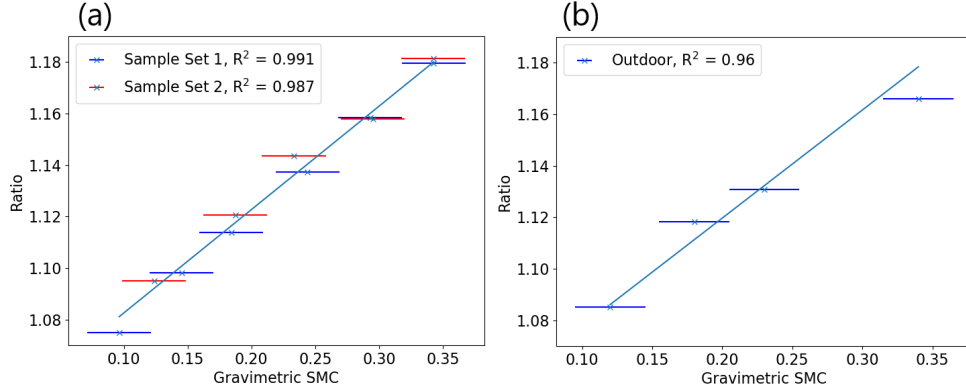 (a)
Sample Set 1, R² = 0.991
Sample Set 2, R² = 0.987
1.18
1.16
1.14
1.12
1.10
1.08
Ratio
0.10 0.15 0.20 0.25 0.30 0.35
Gravimetric SMC
(b)
Outdoor, R² = 0.96
1.18
1.16
1.14
1.12
1.10
1.08
Ratio
0.10 0.15 0.20 0.25 0.30 0.35
Gravimetric SMC